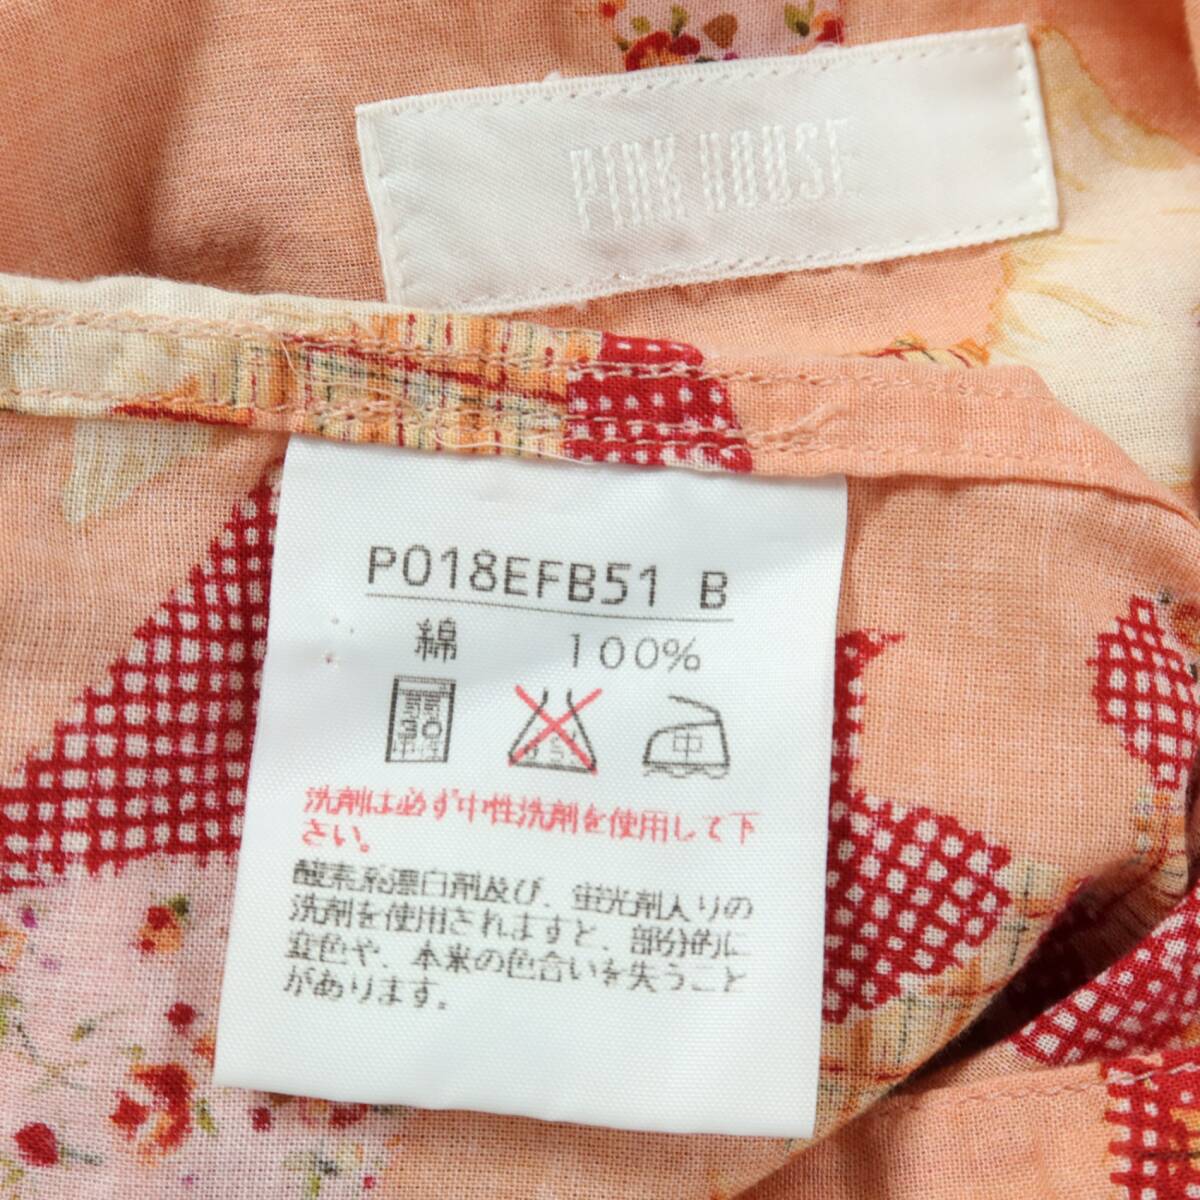 PINK HOUSE
P018EFB51 B
綿 100%
30 中
洗剤は必ず中性洗剤を使用して下
さい。
酸素系漂白剤及び、蛍光剤入りの
洗剤を使用されますと、部分的に
変色や、本来の色合いを失うこと
があります。